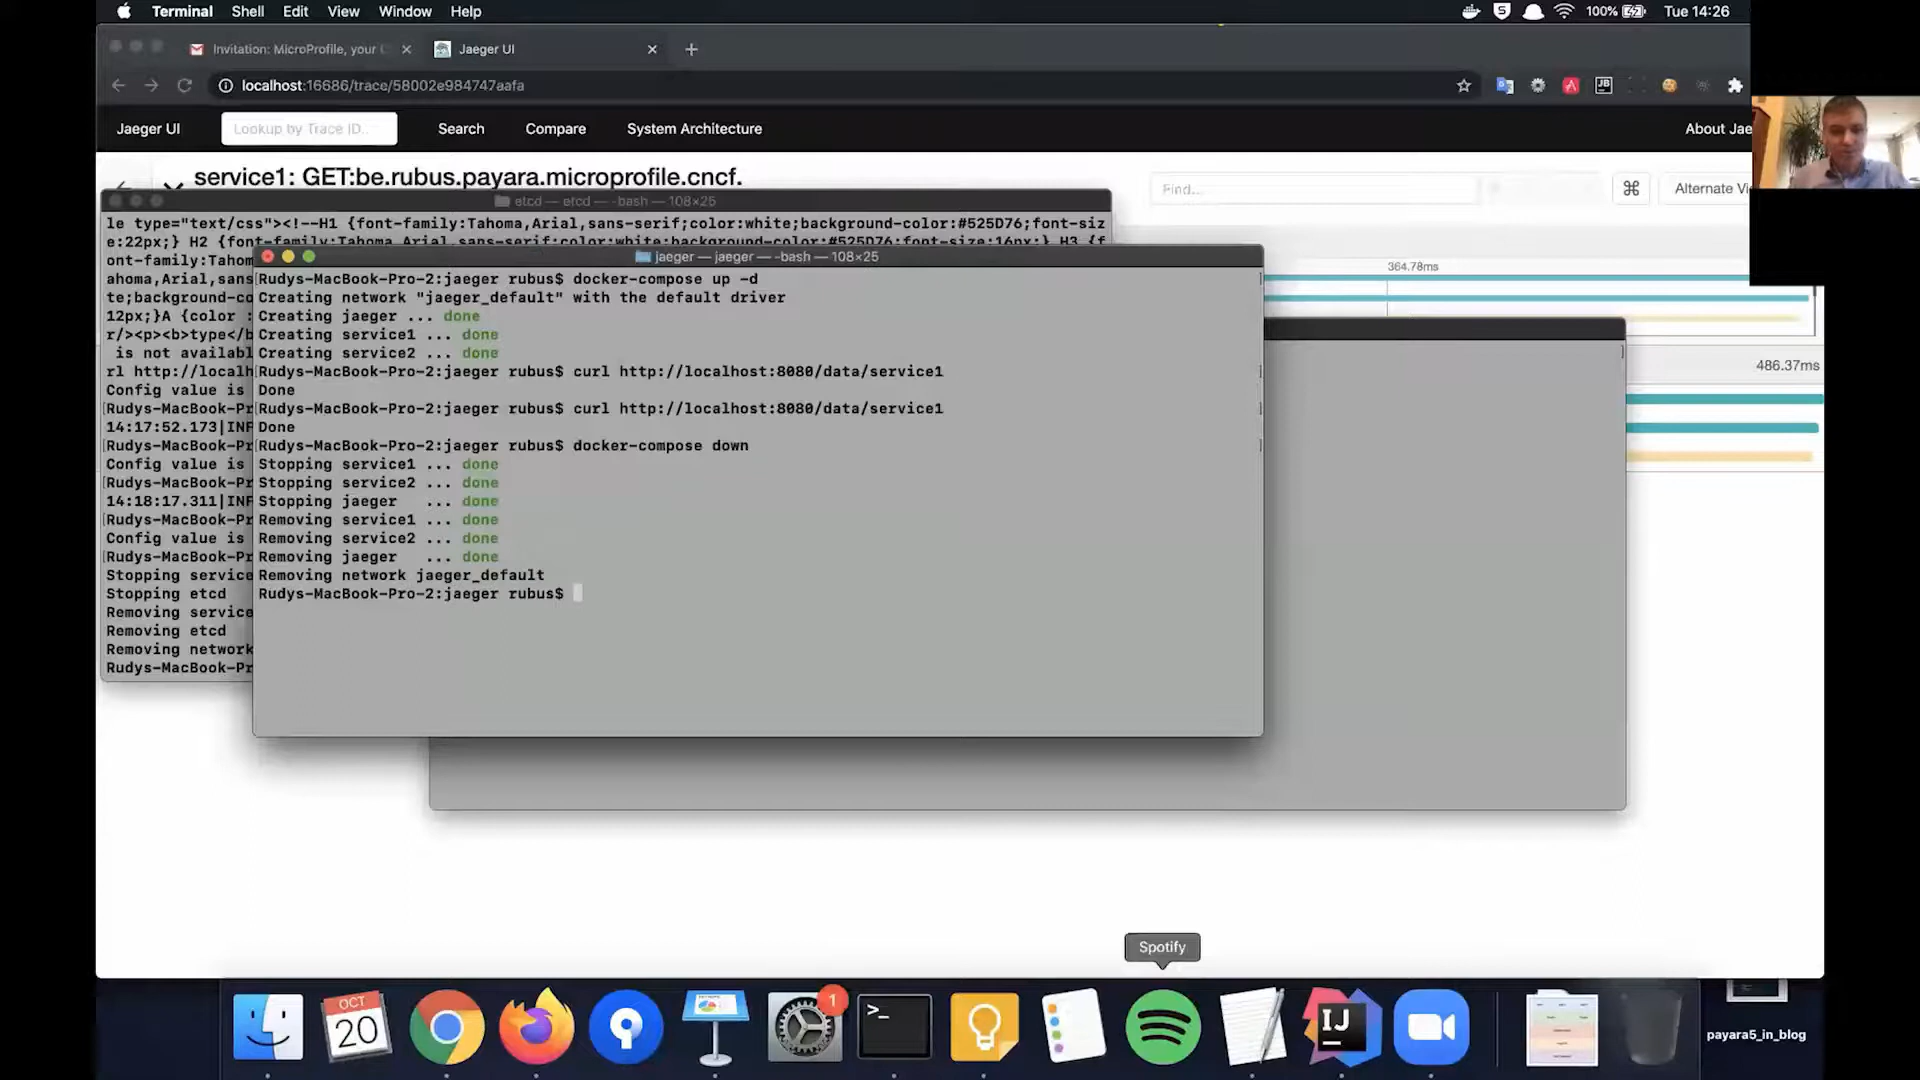 Terminal Shell Edit View Window Help 100% Tue 14:26
Invitation: MicroProfile, your Jaeger UI
localhost:16686/trace/58002e984747aafa
Jaeger UI Lookup by Trace ID... Search Compare System Architecture About Jae
service1: GET:be.rubus.payara.microprofile.cncf.
Find... Alternate Vi
etcd — etcd — -bash — 108×25
le type="text/css"><!--H1 {font-family:Tahoma,Arial,sans-serif;color:white;background-color:#525D76;font-siz
e:22px;} H2 {font-family:Tahoma,Arial,sans-serif;color:white;background-color:#525D76;font-size:16px;} H3 {f
ont-family:Tahom
ahoma,Arial,sans
te;background-co
12px;}A {color :
r/><p><b>type</b
is not availabl
rl http://localh
Config value is
Rudys-MacBook-Pr
14:17:52.173|INF
Rudys-MacBook-Pr
Config value is
Rudys-MacBook-Pr
14:18:17.311|INF
Rudys-MacBook-Pr
Config value is
Rudys-MacBook-Pr
Stopping service
Stopping etcd
Removing service
Removing etcd
Removing network
Rudys-MacBook-Pr
jaeger — jaeger — -bash — 108×25
Rudys-MacBook-Pro-2:jaeger rubus$ docker-compose up -d
Creating network "jaeger_default" with the default driver
Creating jaeger ... done
Creating service1 ... done
Creating service2 ... done
Rudys-MacBook-Pro-2:jaeger rubus$ curl http://localhost:8080/data/service1
Done
Rudys-MacBook-Pro-2:jaeger rubus$ curl http://localhost:8080/data/service1
Done
Rudys-MacBook-Pro-2:jaeger rubus$ docker-compose down
Stopping service1 ... done
Stopping service2 ... done
Stopping jaeger ... done
Removing service1 ... done
Removing service2 ... done
Removing jaeger ... done
Removing network jaeger_default
Rudys-MacBook-Pro-2:jaeger rubus$
364.78ms
486.37ms
Spotify
OCT
20
1
>_
IJ
payara5_in_blog